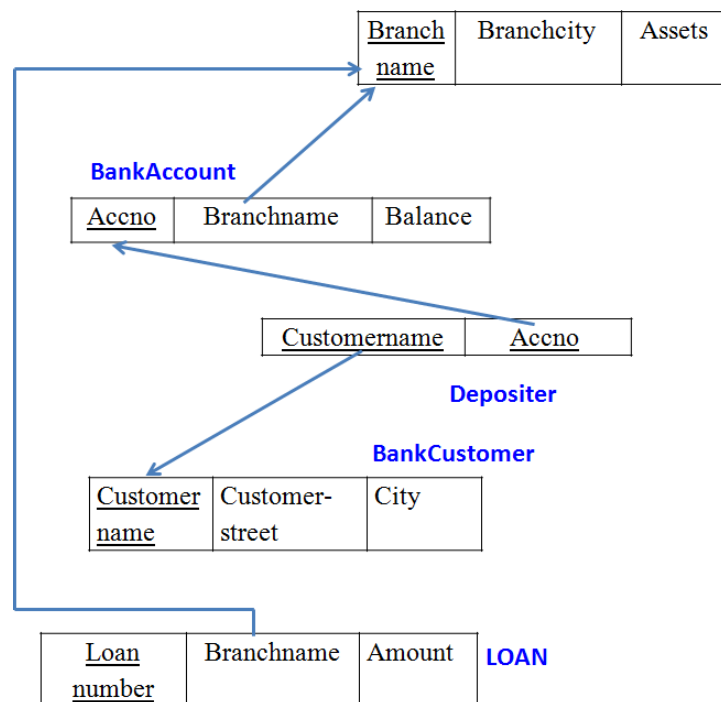 Branch name Branchcity Assets
BankAccount
Accno Branchname Balance
Customername Accno
Depositer
BankCustomer
Customer name Customer-street City
Loan number Branchname Amount LOAN